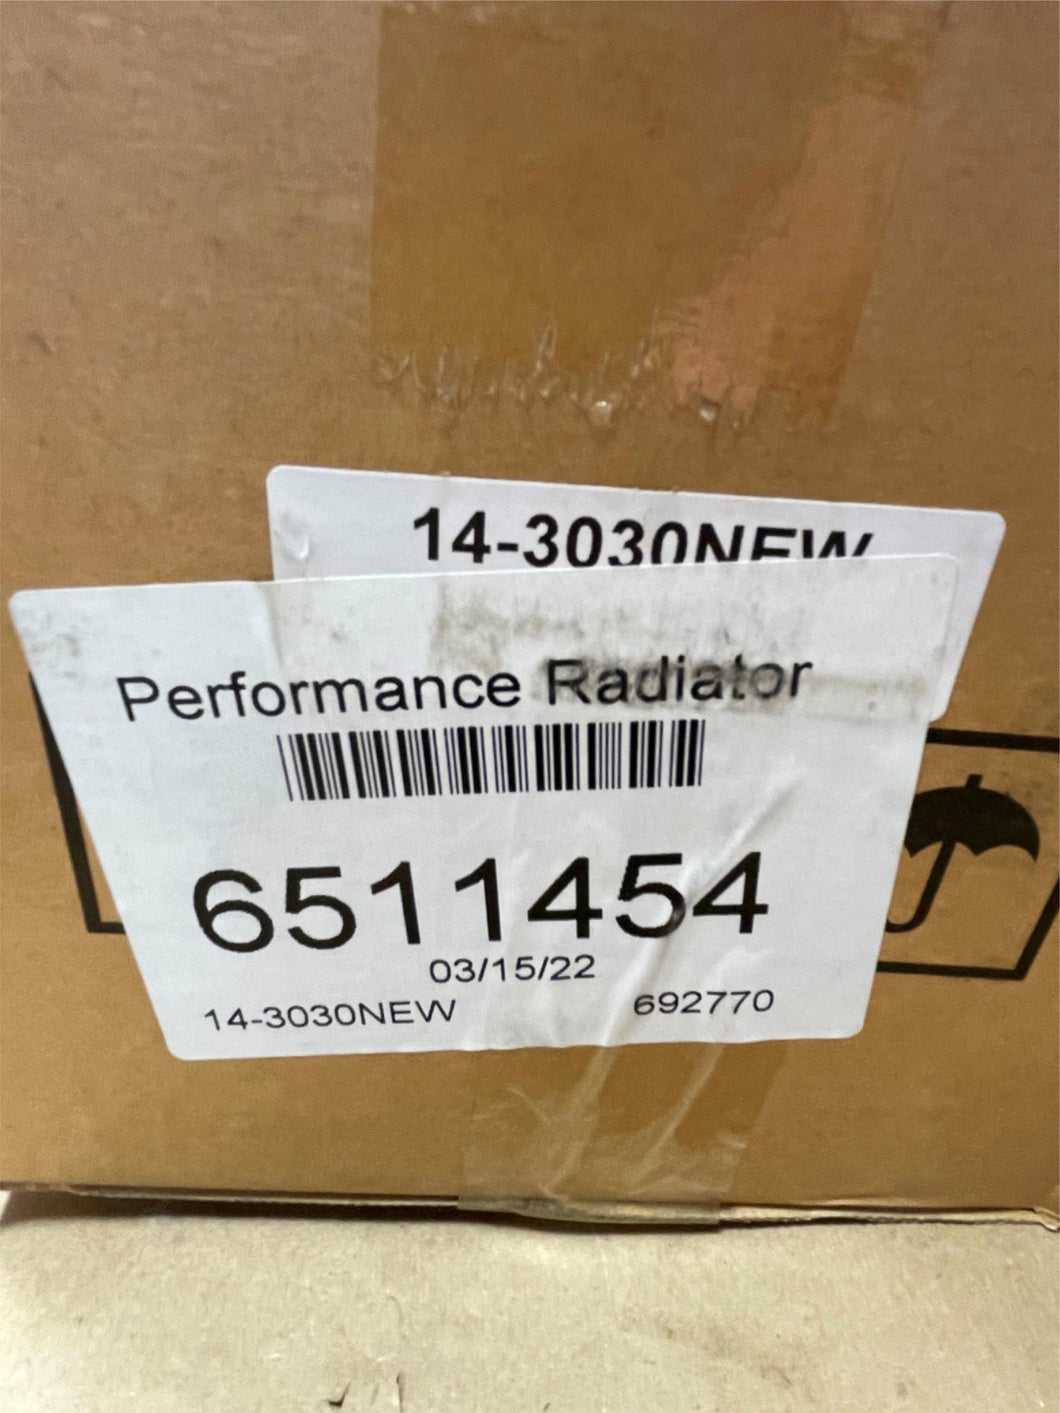 14-3030NEW
Performance Radiator
6511454
03/15/22
14-3030NEW 692770